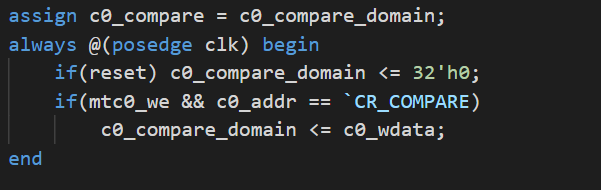 assign c0_compare = c0_compare_domain;
always @(posedge clk) begin
    if(reset) c0_compare_domain <= 32'h0;
    if(mtc0_we && c0_addr == `CR_COMPARE)
        c0_compare_domain <= c0_wdata;
end